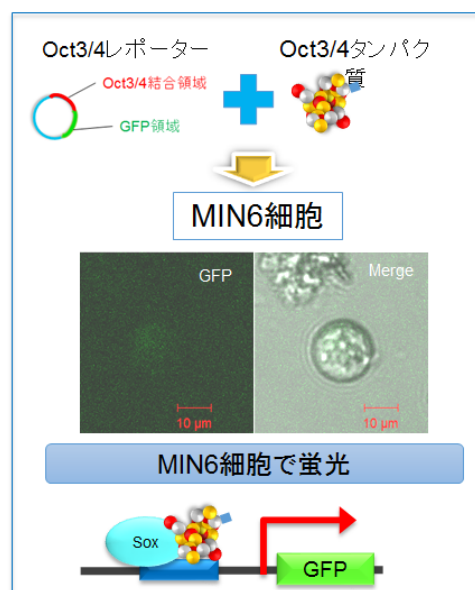 Oct3/4レポーター
Oct3/4タンパク
質
Oct3/4結合領域
GFP領域
MIN6細胞
GFP
Merge
10 µm
10 µm
MIN6細胞で蛍光
Sox
GFP